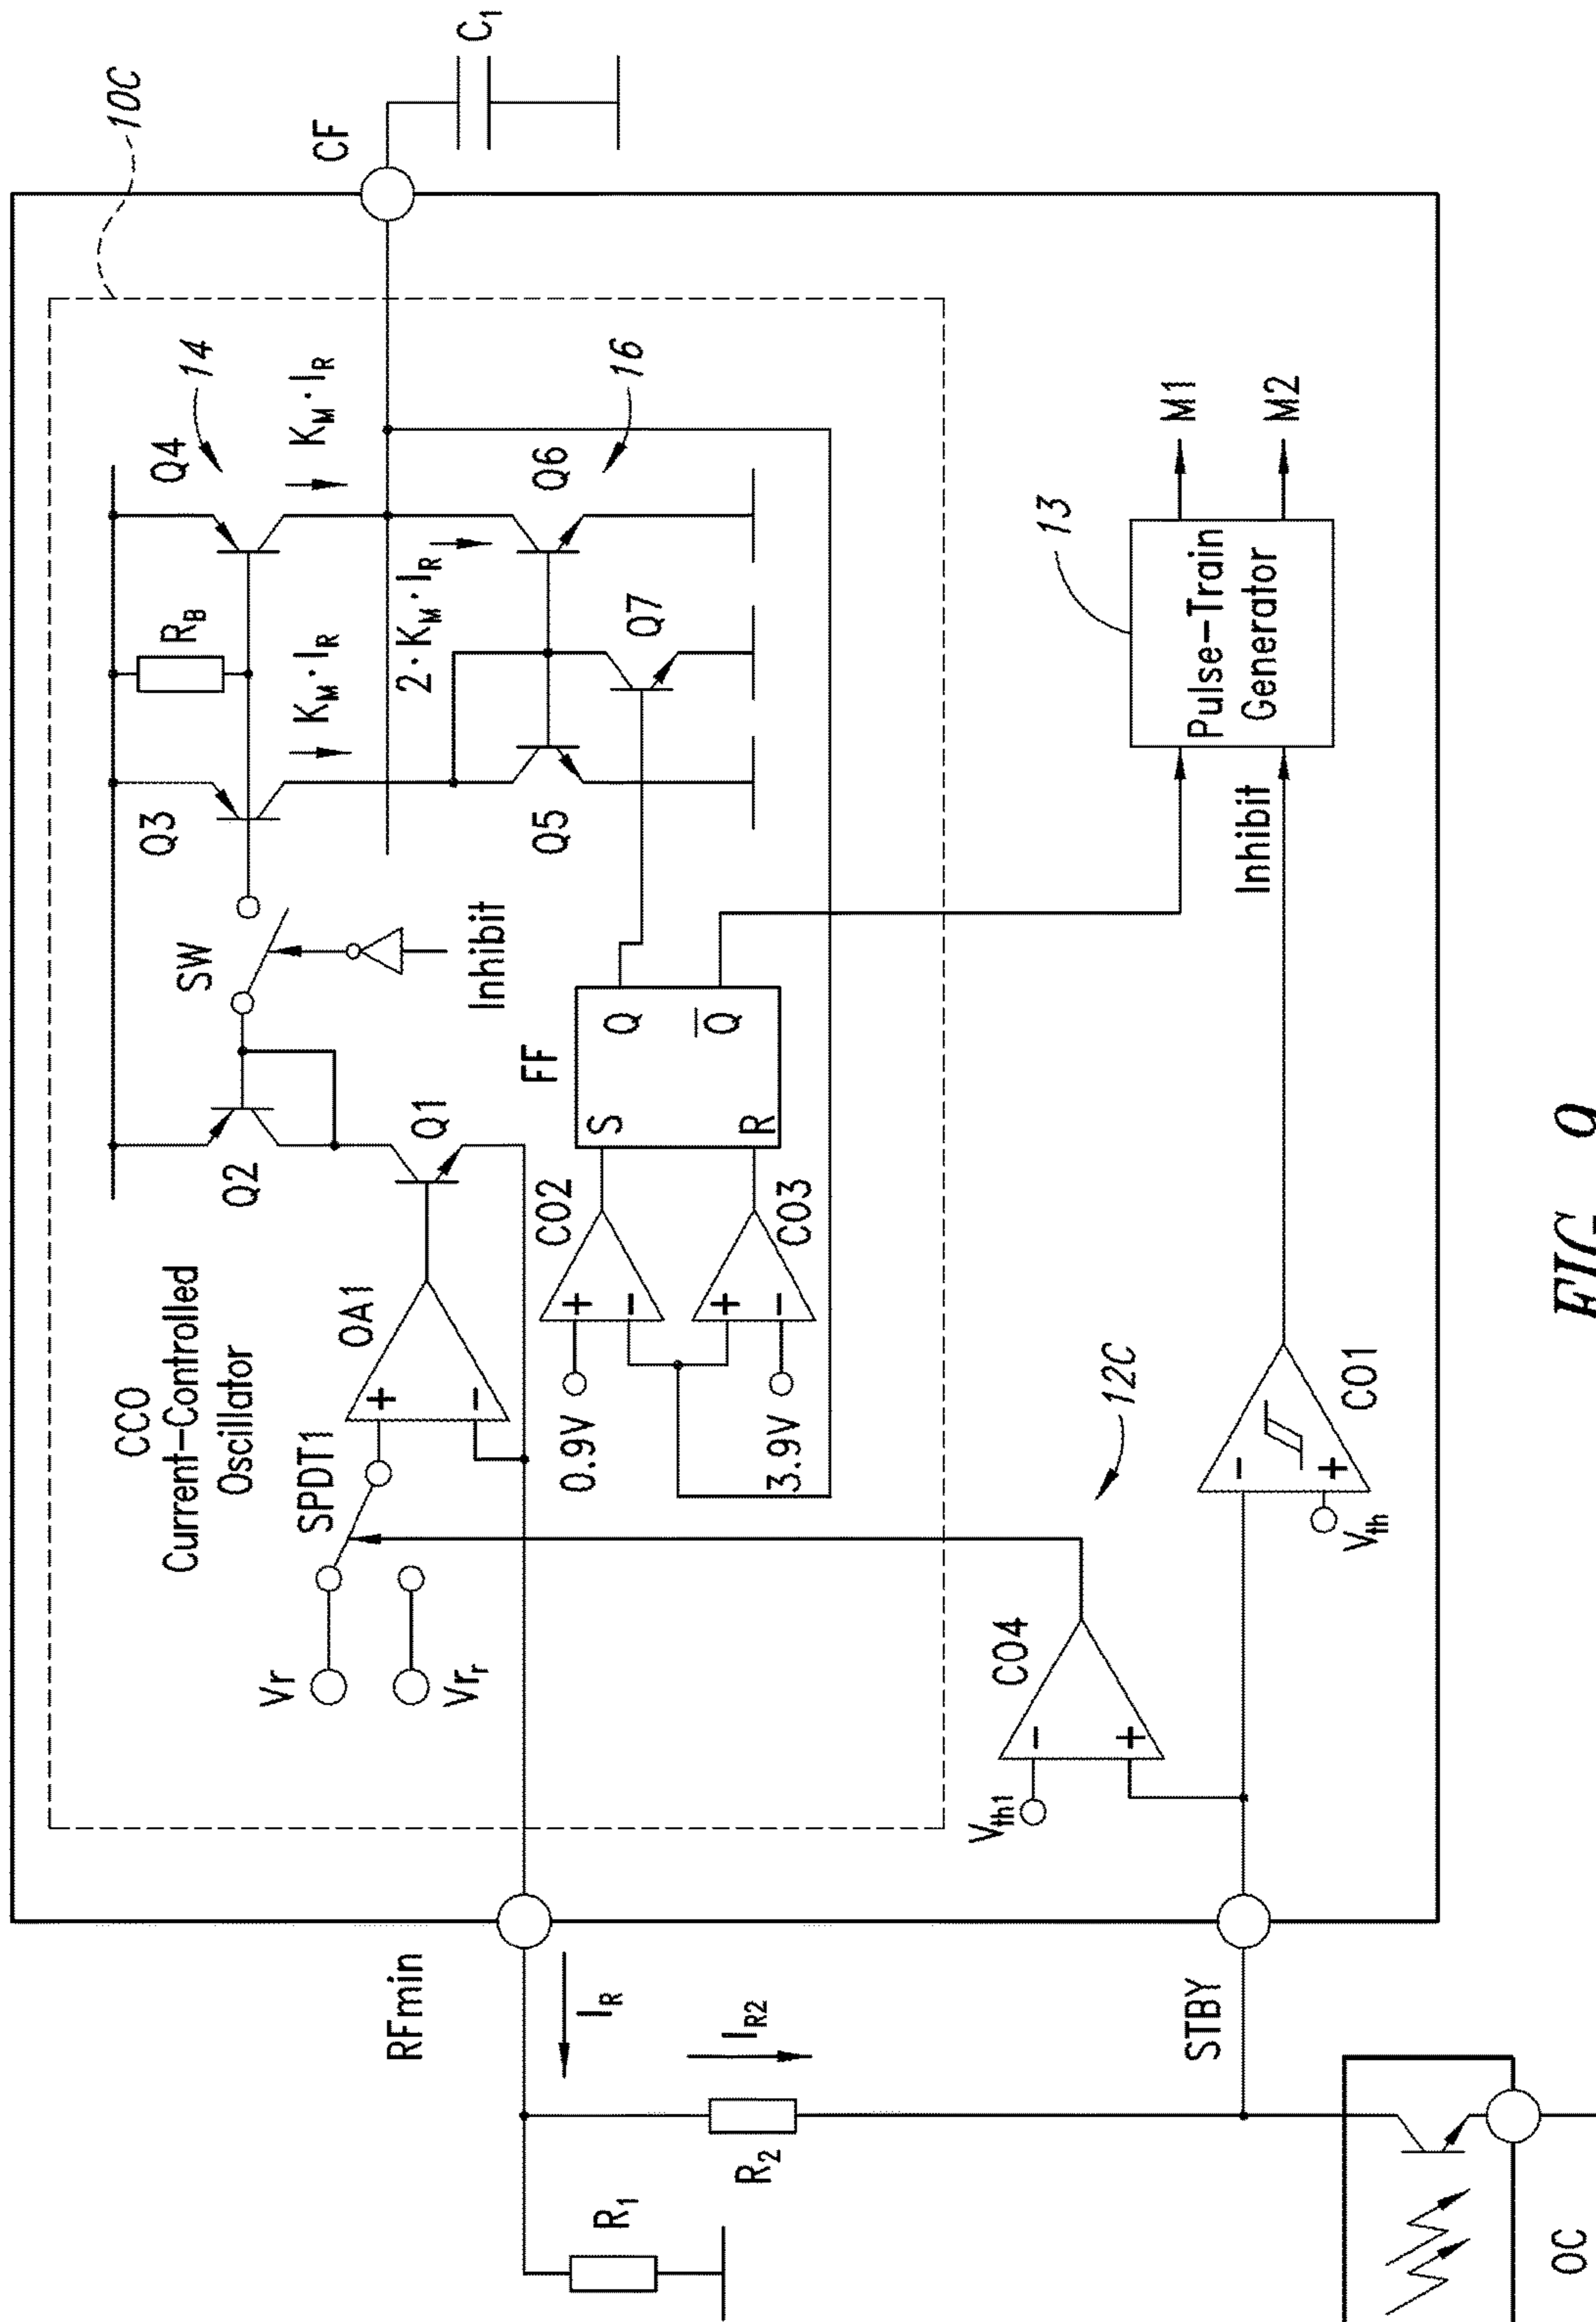 10C
CF
C1
14
Q4
KM·IR
RB
Q3
KM·IR
2·KM·IR
Q6
16
Q7
Q5
SW
Inhibit
Q2
Q1
CCO
Current-Controlled
Oscillator
OA1
+
-
SPDT1
Vr
Vrr
FF
S
Q
R
Q̅
CO2
+
-
0.9V
CO3
+
-
3.9V
12C
13
Pulse-Train
Generator
M1
M2
Inhibit
CO4
-
+
Vth1
CO1
-
+
Vth
RFmin
IR
IR2
R1
R2
STBY
OC
FIG. 9